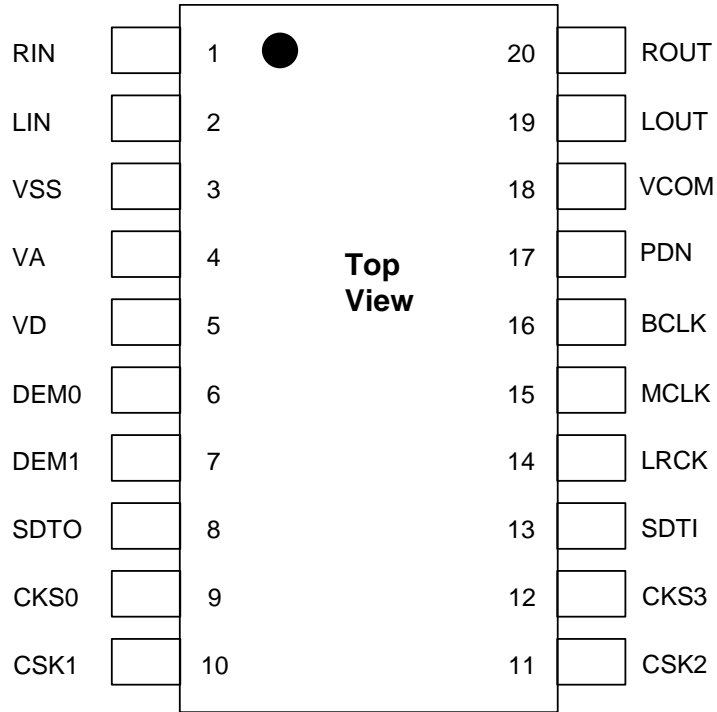 RIN 1 20 ROUT
LIN 2 19 LOUT
VSS 3 18 VCOM
VA 4 Top 17 PDN
View
VD 5 16 BCLK
DEM0 6 15 MCLK
DEM1 7 14 LRCK
SDTO 8 13 SDTI
CKS0 9 12 CKS3
CSK1 10 11 CSK2